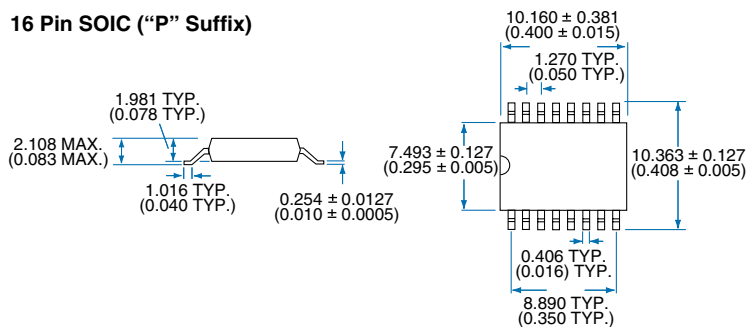 16 Pin SOIC (“P” Suffix)
10.160 ± 0.381
(0.400 ± 0.015)
1.270 TYP.
(0.050 TYP.)
1.981 TYP.
(0.078 TYP.)
2.108 MAX.
(0.083 MAX.)
7.493 ± 0.127
(0.295 ± 0.005)
10.363 ± 0.127
(0.408 ± 0.005)
1.016 TYP.
(0.040 TYP.)
0.254 ± 0.0127
(0.010 ± 0.0005)
0.406 TYP.
(0.016) TYP.
8.890 TYP.
(0.350 TYP.)